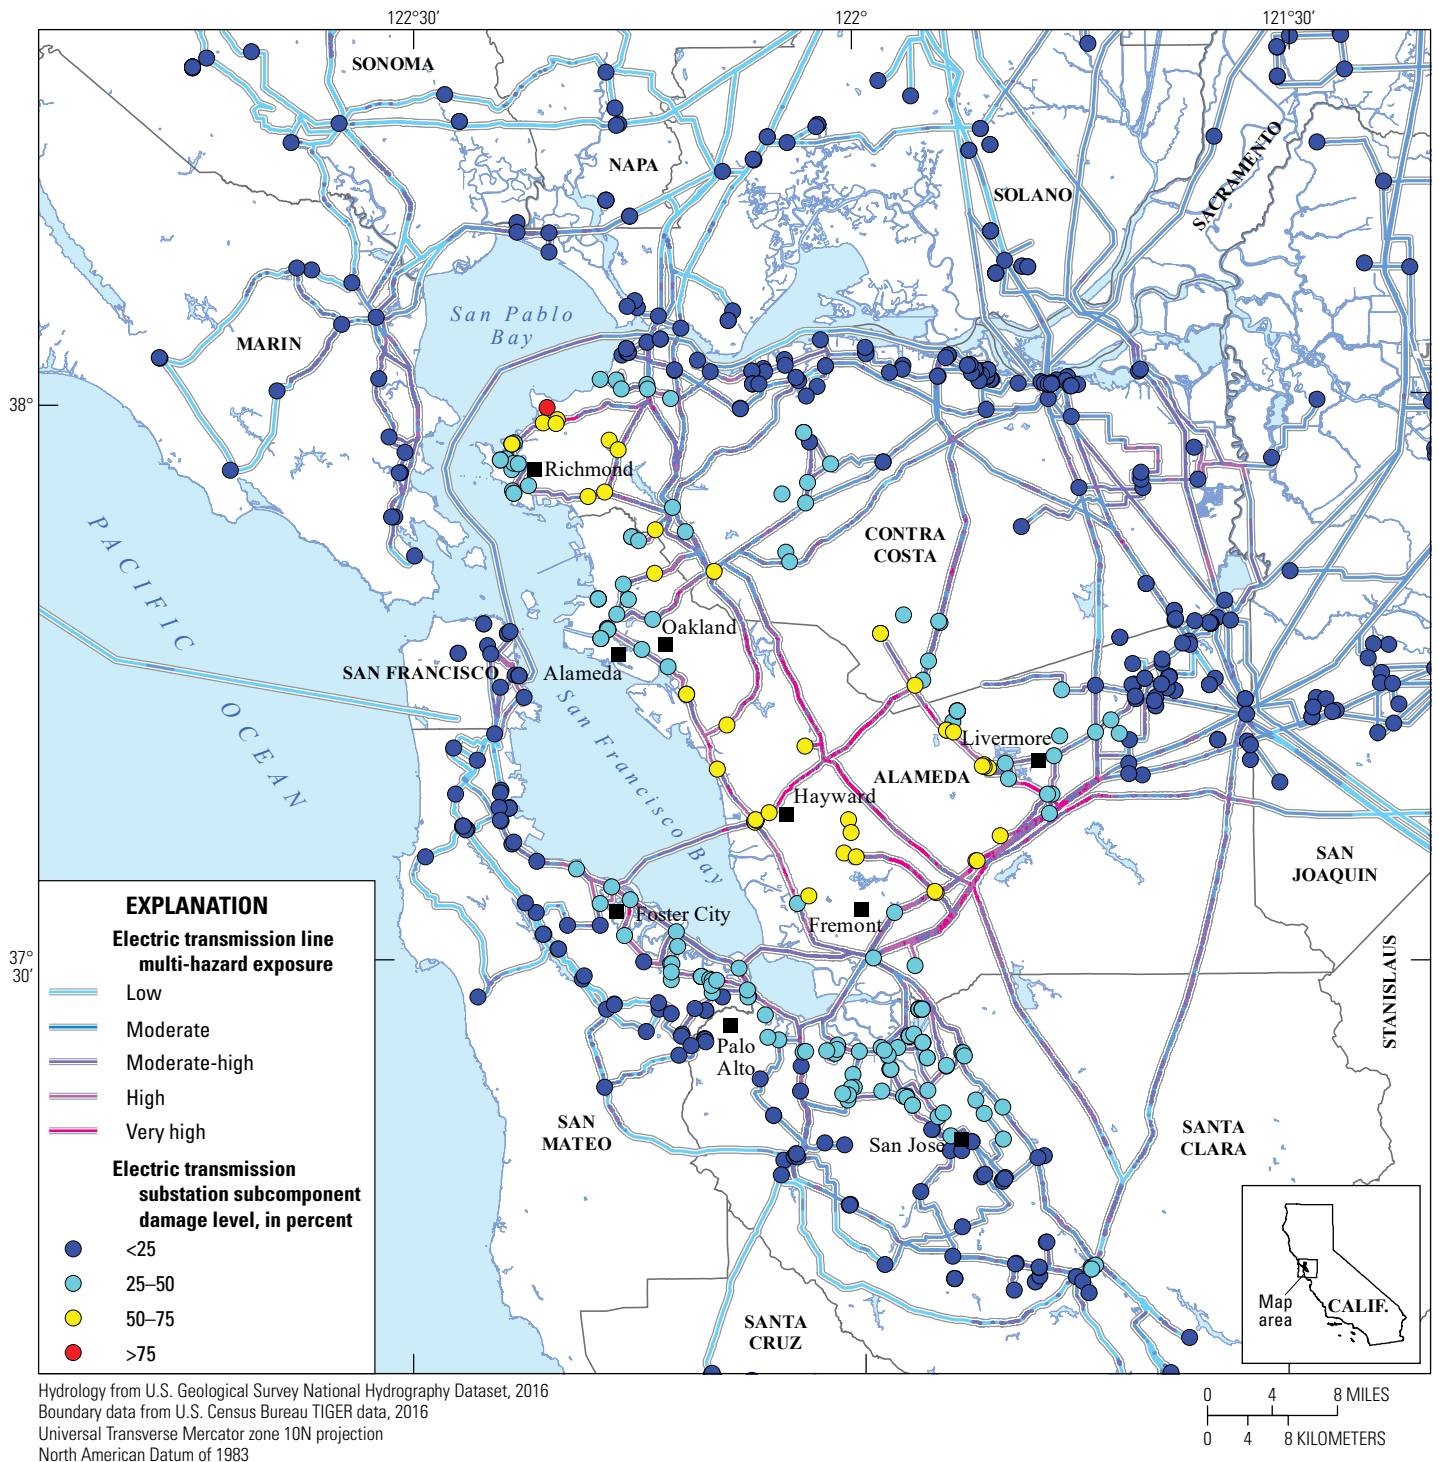 122°30′
122°
121°30′
SONOMA
NAPA
SOLANO
SACRAMENTO
San Pablo
Bay
MARIN
38°
Richmond
CONTRA
COSTA
PACIFIC
OCEAN
Oakland
SAN FRANCISCO
Alameda
San Francisco Bay
Livermore
ALAMEDA
Hayward
SAN
JOAQUIN
Foster City
Fremont
37°
30′
STANISLAUS
Palo
Alto
SAN
MATEO
San Jose
SANTA
CLARA
SANTA
CRUZ
EXPLANATION
Electric transmission line
multi-hazard exposure
Low
Moderate
Moderate-high
High
Very high
Electric transmission
substation subcomponent
damage level, in percent
<25
25–50
50–75
>75
Map
area
CALIF.
Hydrology from U.S. Geological Survey National Hydrography Dataset, 2016
Boundary data from U.S. Census Bureau TIGER data, 2016
Universal Transverse Mercator zone 10N projection
North American Datum of 1983
0 4 8 MILES
0 4 8 KILOMETERS